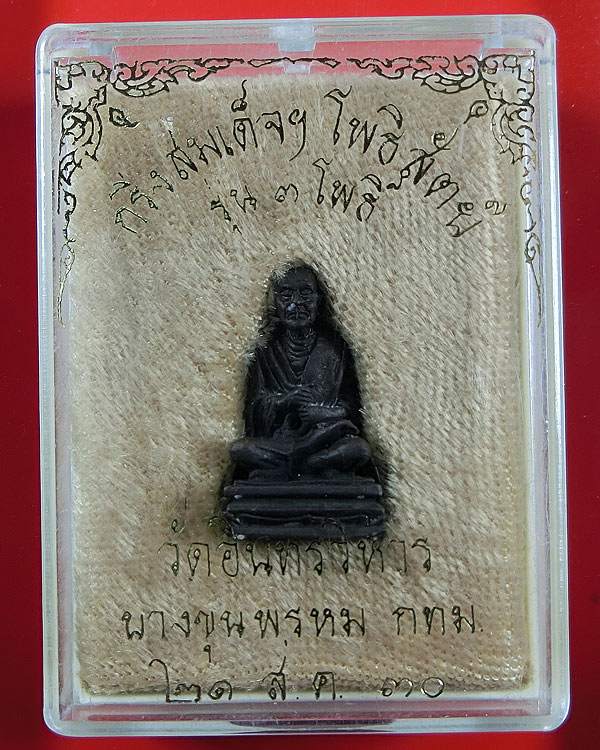 กริ่งสมเด็จฯ โพธิสัตย์
รุ่น ๓ โพธิ์
วัดอินทรวิหาร
บางขุนพรหม กทม.
๒๑ ส.ค. ๓๐